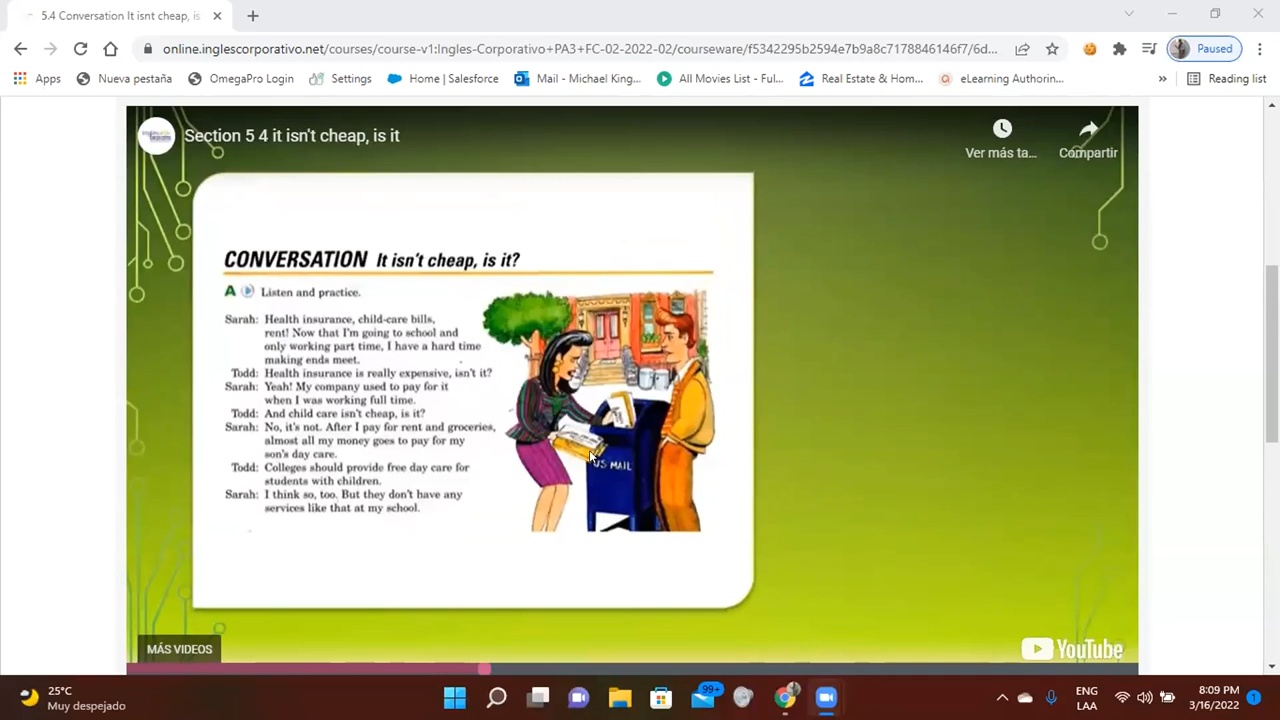 5.4 Conversation It isnt cheap, is
online.inglescorporativo.net/courses/course-v1:Ingles-Corporativo+PA3+FC-02-2022-02/courseware/f5342295b2594e7b9a8c7178846146f7/6d...
Paused
Apps
Nueva pestaña
OmegaPro Login
Settings
Home | Salesforce
Mail - Michael King...
All Movies List - Ful...
Real Estate & Hom...
eLearning Authorin...
»
Reading list
Section 5 4 it isn't cheap, is it
Ver más ta...
Compartir
CONVERSATION It isn't cheap, is it?
A Listen and practice.
Sarah: Health insurance, child-care bills,
rent! Now that I'm going to school and
only working part time, I have a hard time
making ends meet.
Todd: Health insurance is really expensive, isn't it?
Sarah: Yeah! My company used to pay for it
when I was working full time.
Todd: And child care isn't cheap, is it?
Sarah: No, it's not. After I pay for rent and groceries,
almost all my money goes to pay for my
son's day care.
Todd: Colleges should provide free day care for
students with children.
Sarah: I think so, too. But they don't have any
services like that at my school.
US MAIL
MÁS VIDEOS
YouTube
25°C
Muy despejado
99+
ENG
LAA
8:09 PM
3/16/2022
1